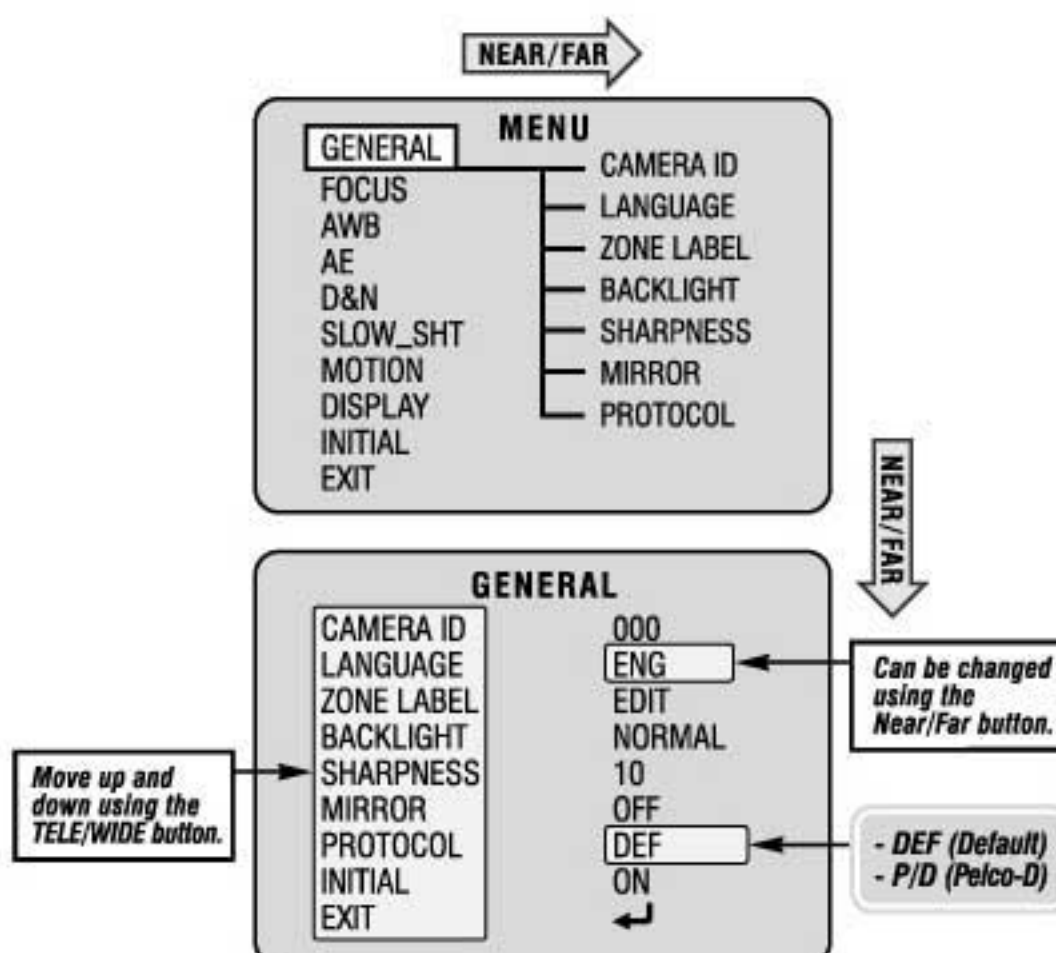 NEAR/FAR
MENU
GENERAL
FOCUS
AWB
AE
D&N
SLOW_SHT
MOTION
DISPLAY
INITIAL
EXIT
CAMERA ID
LANGUAGE
ZONE LABEL
BACKLIGHT
SHARPNESS
MIRROR
PROTOCOL
NEAR/FAR
GENERAL
CAMERA ID 000
LANGUAGE ENG
ZONE LABEL EDIT
BACKLIGHT NORMAL
SHARPNESS 10
MIRROR OFF
PROTOCOL DEF
INITIAL ON
EXIT ↵
Move up and
down using the
TELE/WIDE button.
Can be changed
using the
Near/Far button.
- DEF (Default)
- P/D (Pelco-D)